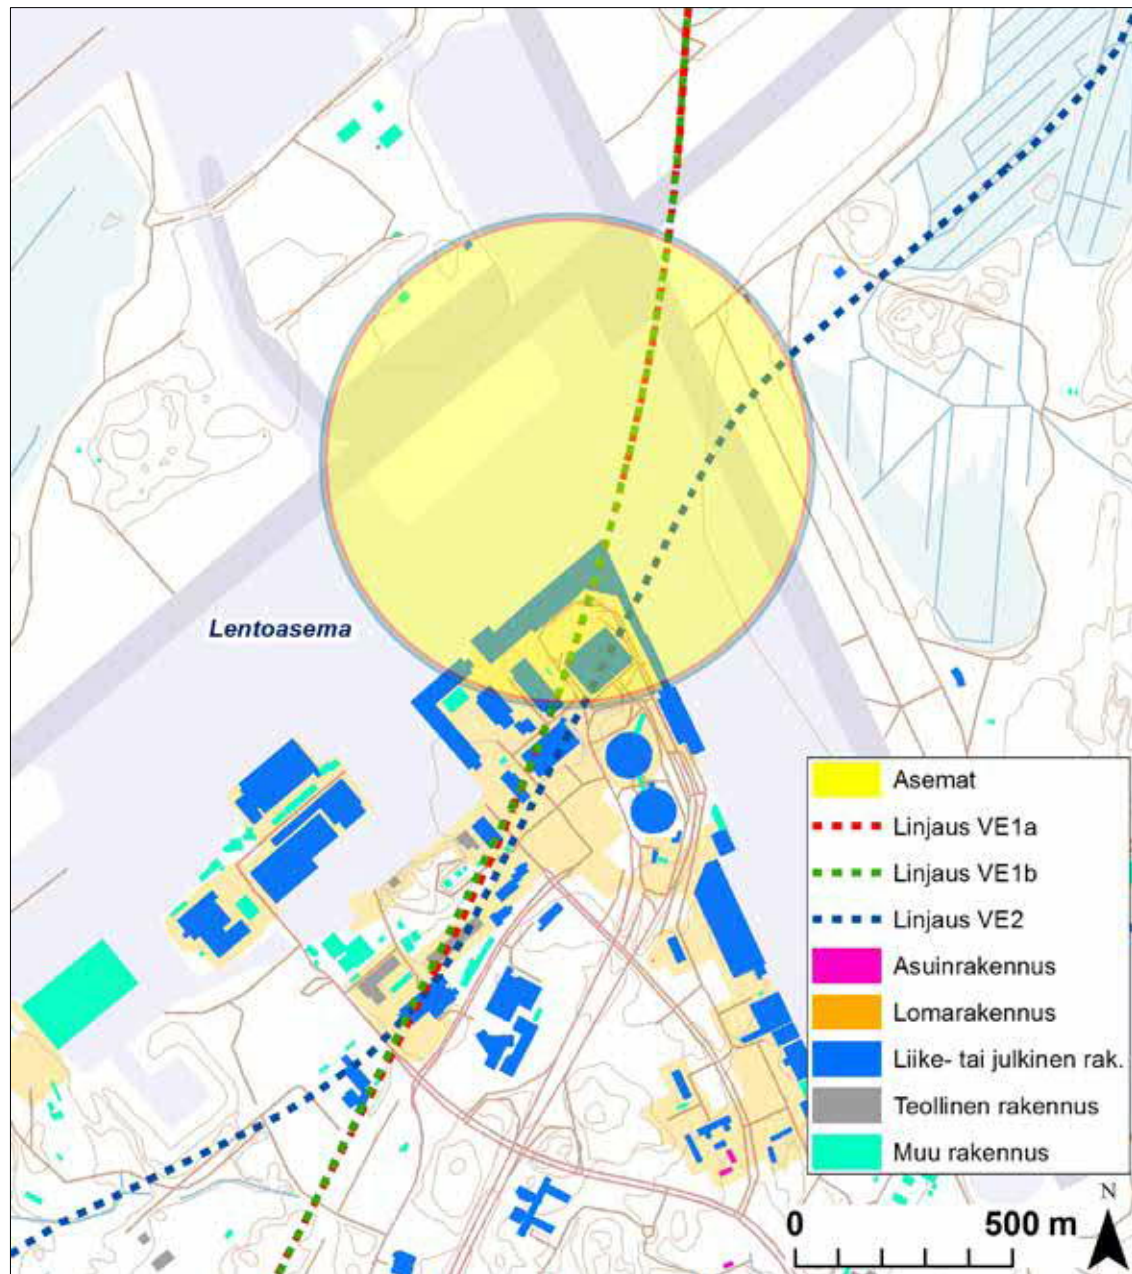 Lentoasema
Asemat
Linjaus VE1a
Linjaus VE1b
Linjaus VE2
Asuinrakennus
Lomarakennus
Liike- tai julkinen rak.
Teollinen rakennus
Muu rakennus
N
0 500 m